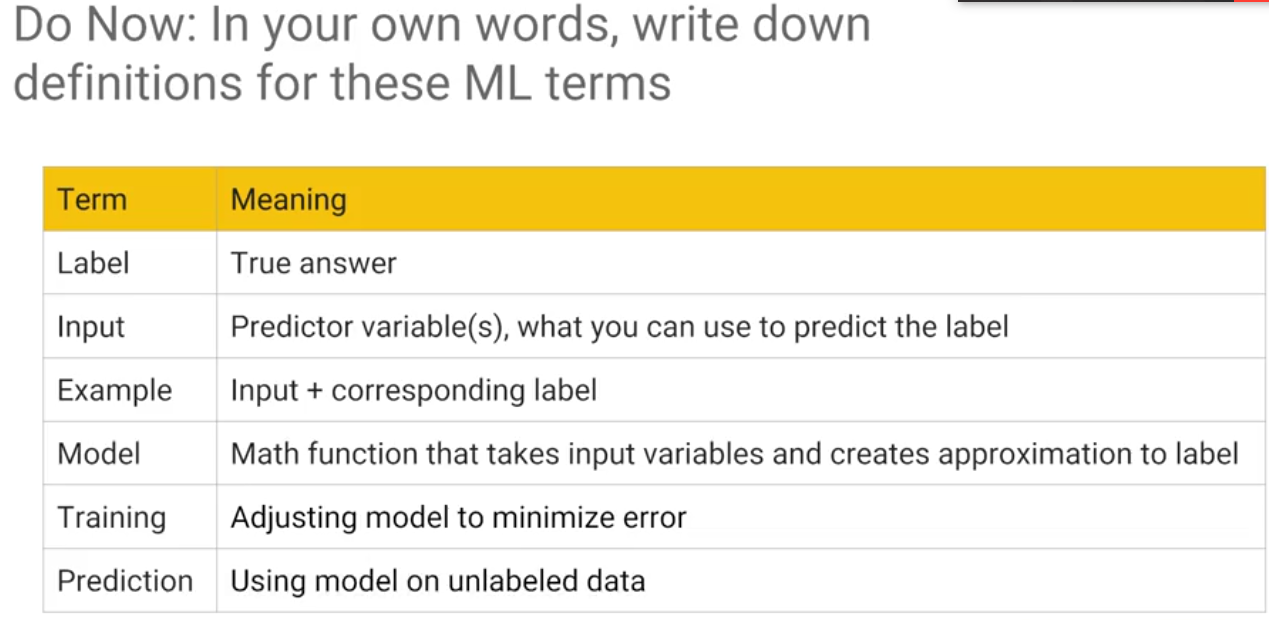 Do Now: In your own words, write down
definitions for these ML terms
Term Meaning
Label True answer
Input Predictor variable(s), what you can use to predict the label
Example Input + corresponding label
Model Math function that takes input variables and creates approximation to label
Training Adjusting model to minimize error
Prediction Using model on unlabeled data